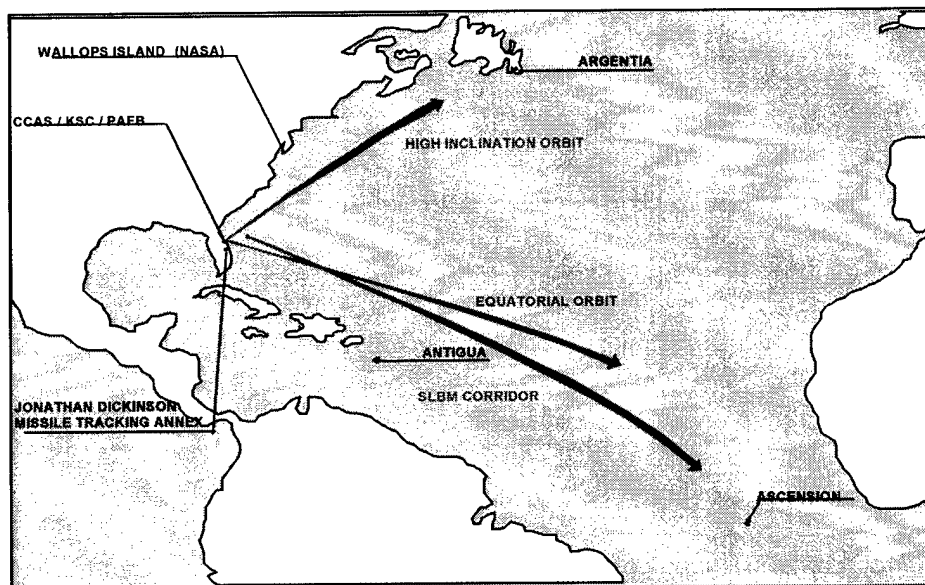 WALLOPS ISLAND (NASA)
ARGENTIA
CCAS / KSC / PAFB
HIGH INCLINATION ORBIT
EQUATORIAL ORBIT
ANTIGUA
SLBM CORRIDOR
JONATHAN DICKINSON
MISSILE TRACKING ANNEX
ASCENSION